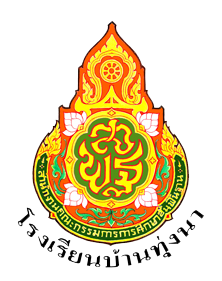 สำนักงานคณะกรรมการการศึกษาขั้นพื้นฐาน
โรงเรียนบ้านทุ่งนา